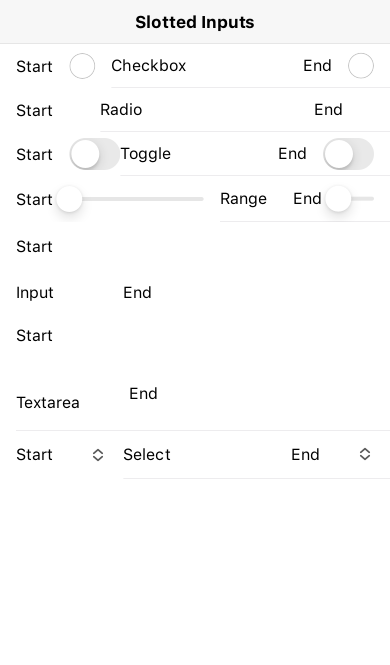 Slotted Inputs
Start Checkbox End
Start Radio End
Start Toggle End
Start Range End
Start
Input End
Start
End
Textarea
Start Select End